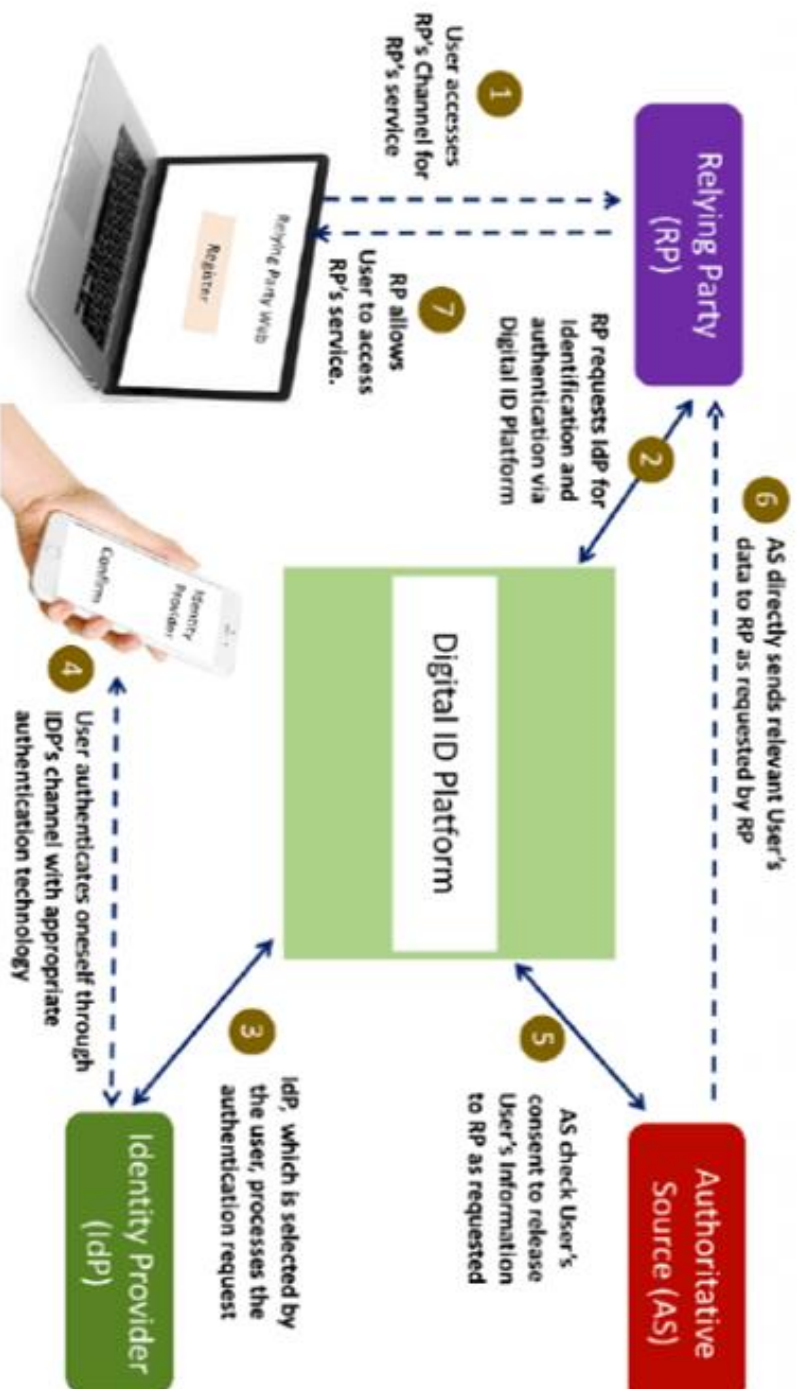 Relying Party
(RP)
6
AS directly sends relevant User's
data to RP as requested by RP
Authoritative
Source (AS)
1
User accesses
RP's Channel for
RP's service
7
RP allows
User to access
RP's service.
2
RP requests IdP for
Identification and
authentication via
Digital ID Platform
Digital ID Platform
5
AS check User's
consent to release
User's Information
to RP as requested
Relying Party Web
Register
Identity
Provider
Confirm
4
User authenticates oneself through
IDP's channel with appropriate
authentication technology
3
IdP, which is selected by
the user, processes the
authentication request
Identity Provider
(IdP)